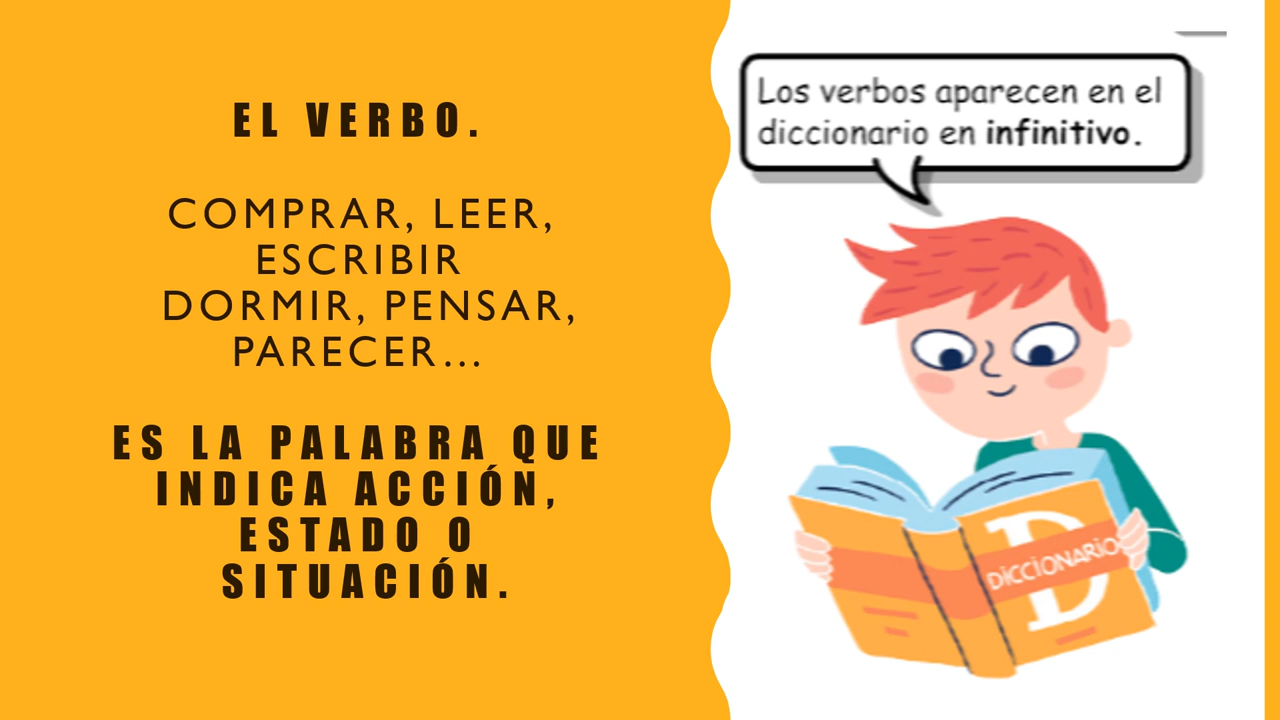 EL VERBO.
COMPRAR, LEER,
ESCRIBIR
DORMIR, PENSAR,
PARECER...
ES LA PALABRA QUE
INDICA ACCIÓN,
ESTADO O
SITUACIÓN.
Los verbos aparecen en el
diccionario en infinitivo.
D
DICCIONARIO